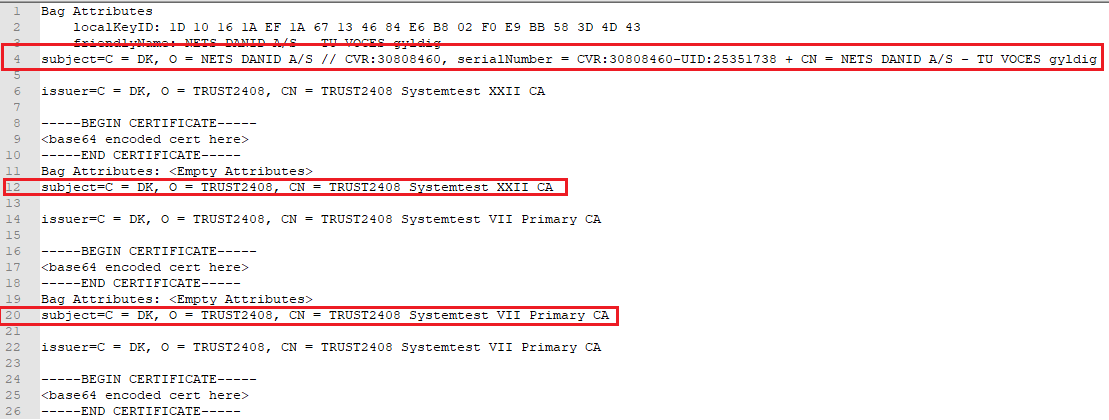 1 Bag Attributes
2 localKeyID: 1D 10 16 1A EF 1A 67 13 46 84 E6 B8 02 F0 E9 BB 58 3D 4D 43
3 friendlyName: NETS DANID A/S - TU VOCES gyldig
4 subject=C = DK, O = NETS DANID A/S // CVR:30808460, serialNumber = CVR:30808460-UID:25351738 + CN = NETS DANID A/S - TU VOCES gyldig
5
6 issuer=C = DK, O = TRUST2408, CN = TRUST2408 Systemtest XXII CA
7
8 -----BEGIN CERTIFICATE-----
9 <base64 encoded cert here>
10 -----END CERTIFICATE-----
11 Bag Attributes: <Empty Attributes>
12 subject=C = DK, O = TRUST2408, CN = TRUST2408 Systemtest XXII CA
13
14 issuer=C = DK, O = TRUST2408, CN = TRUST2408 Systemtest VII Primary CA
15
16 -----BEGIN CERTIFICATE-----
17 <base64 encoded cert here>
18 -----END CERTIFICATE-----
19 Bag Attributes: <Empty Attributes>
20 subject=C = DK, O = TRUST2408, CN = TRUST2408 Systemtest VII Primary CA
21
22 issuer=C = DK, O = TRUST2408, CN = TRUST2408 Systemtest VII Primary CA
23
24 -----BEGIN CERTIFICATE-----
25 <base64 encoded cert here>
26 -----END CERTIFICATE-----